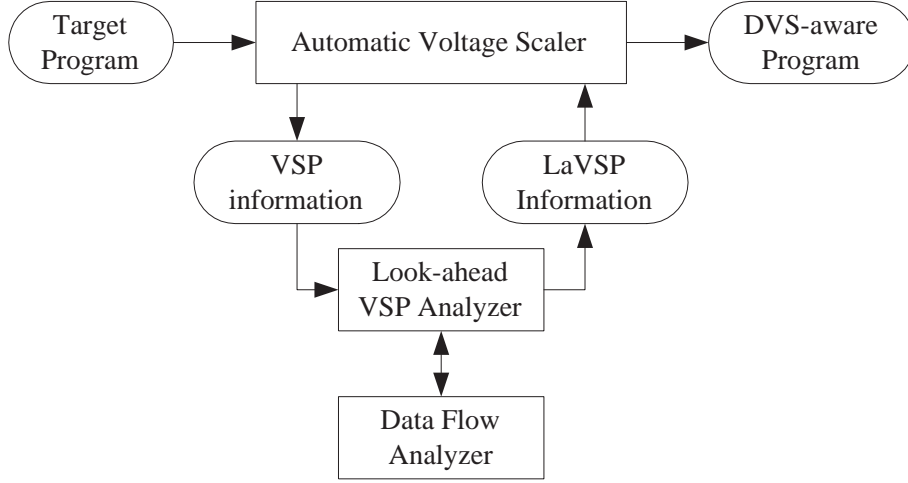 Target
Program
Automatic Voltage Scaler
DVS-aware
Program
VSP
information
LaVSP
Information
Look-ahead
VSP Analyzer
Data Flow
Analyzer